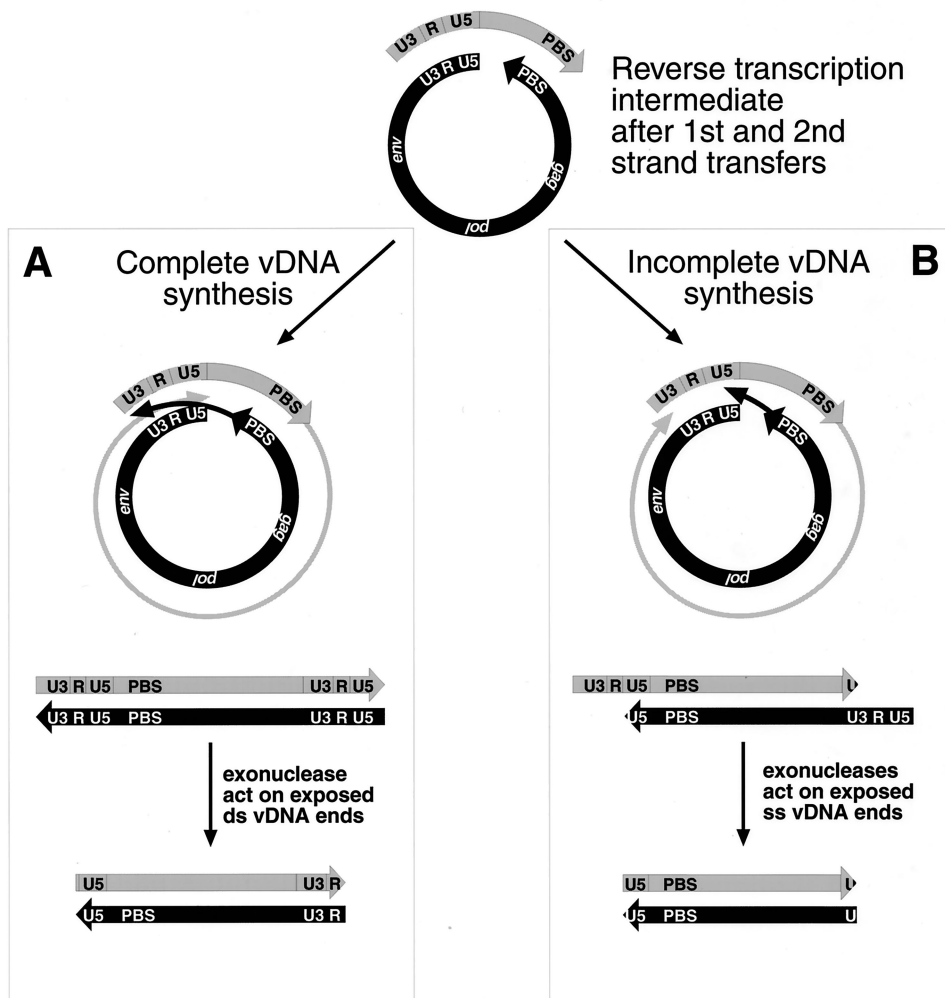 U3 R U5 PBS
U3 R U5 PBS
env
gag
pol
Reverse transcription
intermediate
after 1st and 2nd
strand transfers
A
Complete vDNA
synthesis
U3 R U5 PBS
U3 R U5 PBS
env
gag
pol
U3 R U5 PBS U3 R U5
U3 R U5 PBS U3 R U5
exonuclease
act on exposed
ds vDNA ends
U5 U3 R
U5 PBS U3 R
B
Incomplete vDNA
synthesis
U3 R U5 PBS
U3 R U5 PBS
env
gag
pol
U3 R U5 PBS U
U5 PBS U3 R U5
exonucleases
act on exposed
ss vDNA ends
U5 PBS U
U5 PBS U